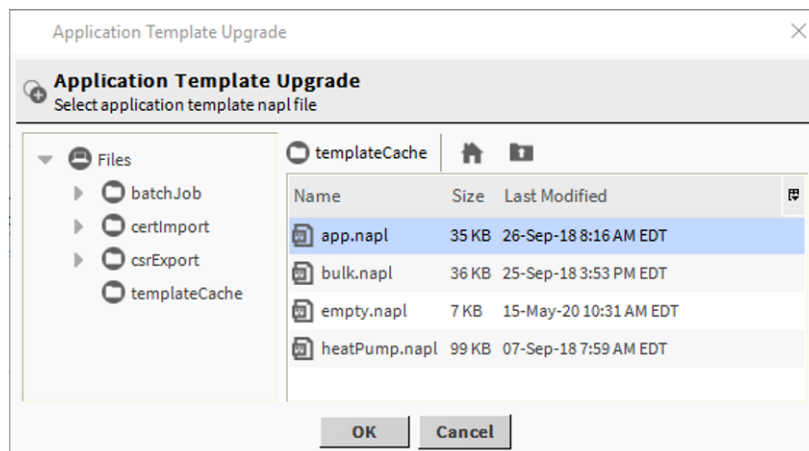 Application Template Upgrade
Application Template Upgrade
Select application template napl file
Files
batchJob
certImport
csrExport
templateCache
templateCache
Name Size Last Modified
app.napl 35 KB 26-Sep-18 8:16 AM EDT
bulk.napl 36 KB 25-Sep-18 3:53 PM EDT
empty.napl 7 KB 15-May-20 10:31 AM EDT
heatPump.napl 99 KB 07-Sep-18 7:59 AM EDT
OK Cancel